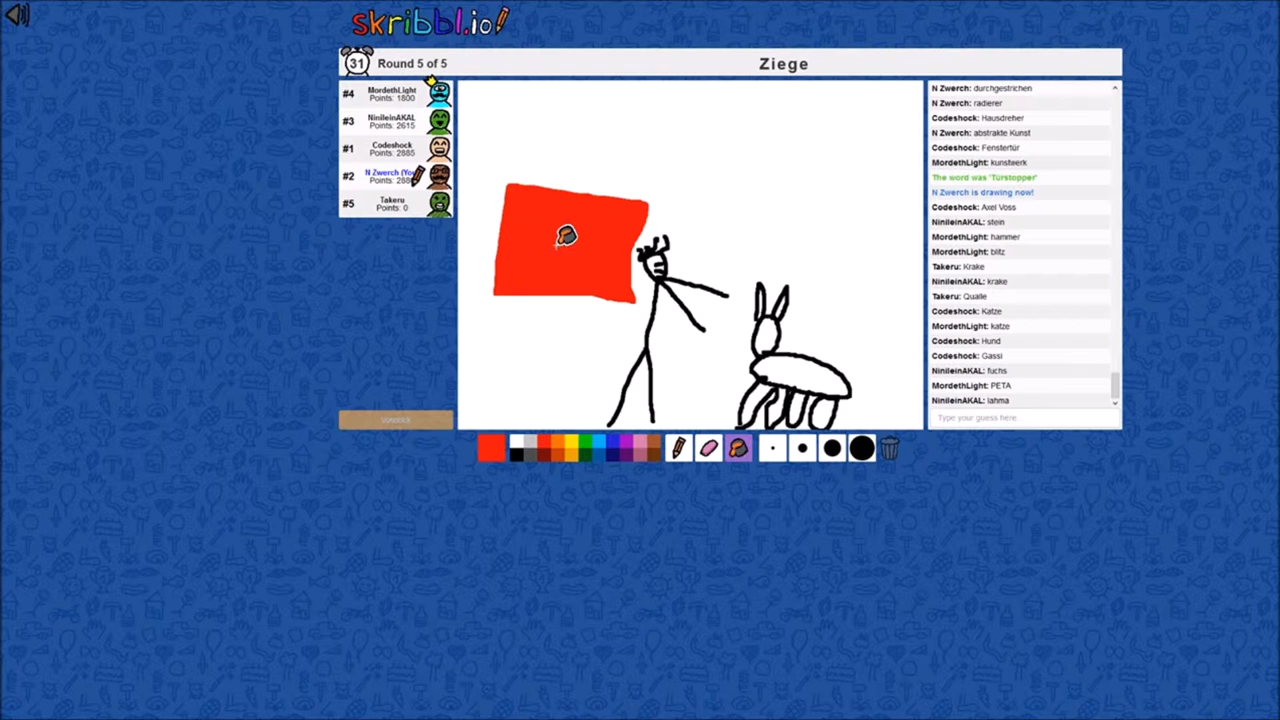 skribbl.io!
31 Round 5 of 5
Ziege
#4 MordethLight
Points: 1800
#3 NinileinAKAL
Points: 2615
#1 Codeshock
Points: 2885
#2 N Zwerch
Points:
#5 Takeru
Points: 0
N Zwerch: durchgestrichen
N Zwerch: radierer
Codeshock: Hausdreher
N Zwerch: abstrakte Kunst
Codeshock: Fenstertür
MordethLight: kunstwerk
The word was 'Türstopper'
N Zwerch is drawing now!
Codeshock: Axel Voss
NinileinAKAL: stein
MordethLight: hammer
MordethLight: blitz
Takeru: Krake
NinileinAKAL: krake
Takeru: Qualle
Codeshock: Katze
MordethLight: katze
Codeshock: Hund
Codeshock: Gassi
NinileinAKAL: fuchs
MordethLight: PETA
NinileinAKAL: lahma
Type your guess here...